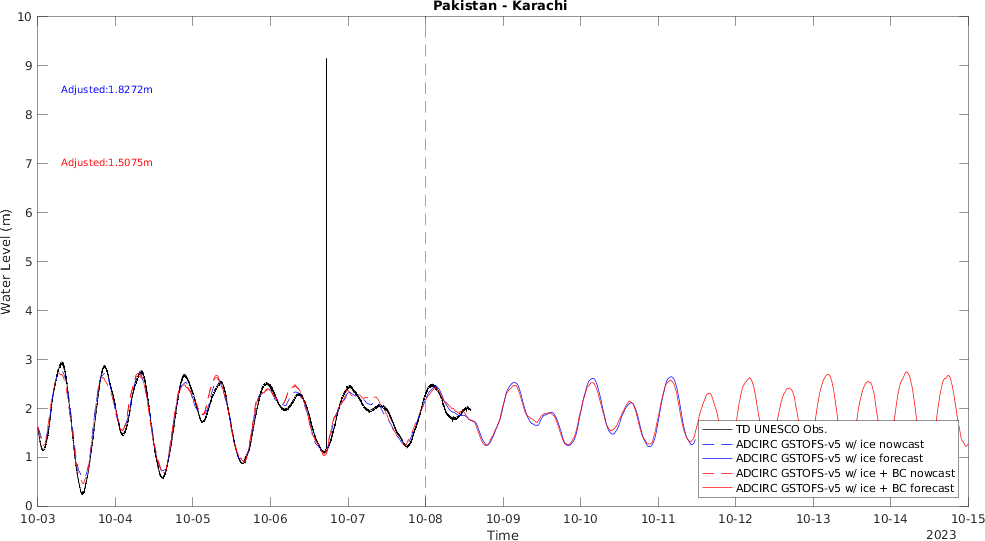 Pakistan - Karachi
10
9
8
7
6
5
4
3
2
1
0
Water Level (m)
Adjusted:1.8272m
Adjusted:1.5075m
TD UNESCO Obs.
ADCIRC GSTOFS-v5 w/ ice nowcast
ADCIRC GSTOFS-v5 w/ ice forecast
ADCIRC GSTOFS-v5 w/ ice + BC nowcast
ADCIRC GSTOFS-v5 w/ ice + BC forecast
10-03 10-04 10-05 10-06 10-07 10-08 10-09 10-10 10-11 10-12 10-13 10-14 10-15
Time
2023